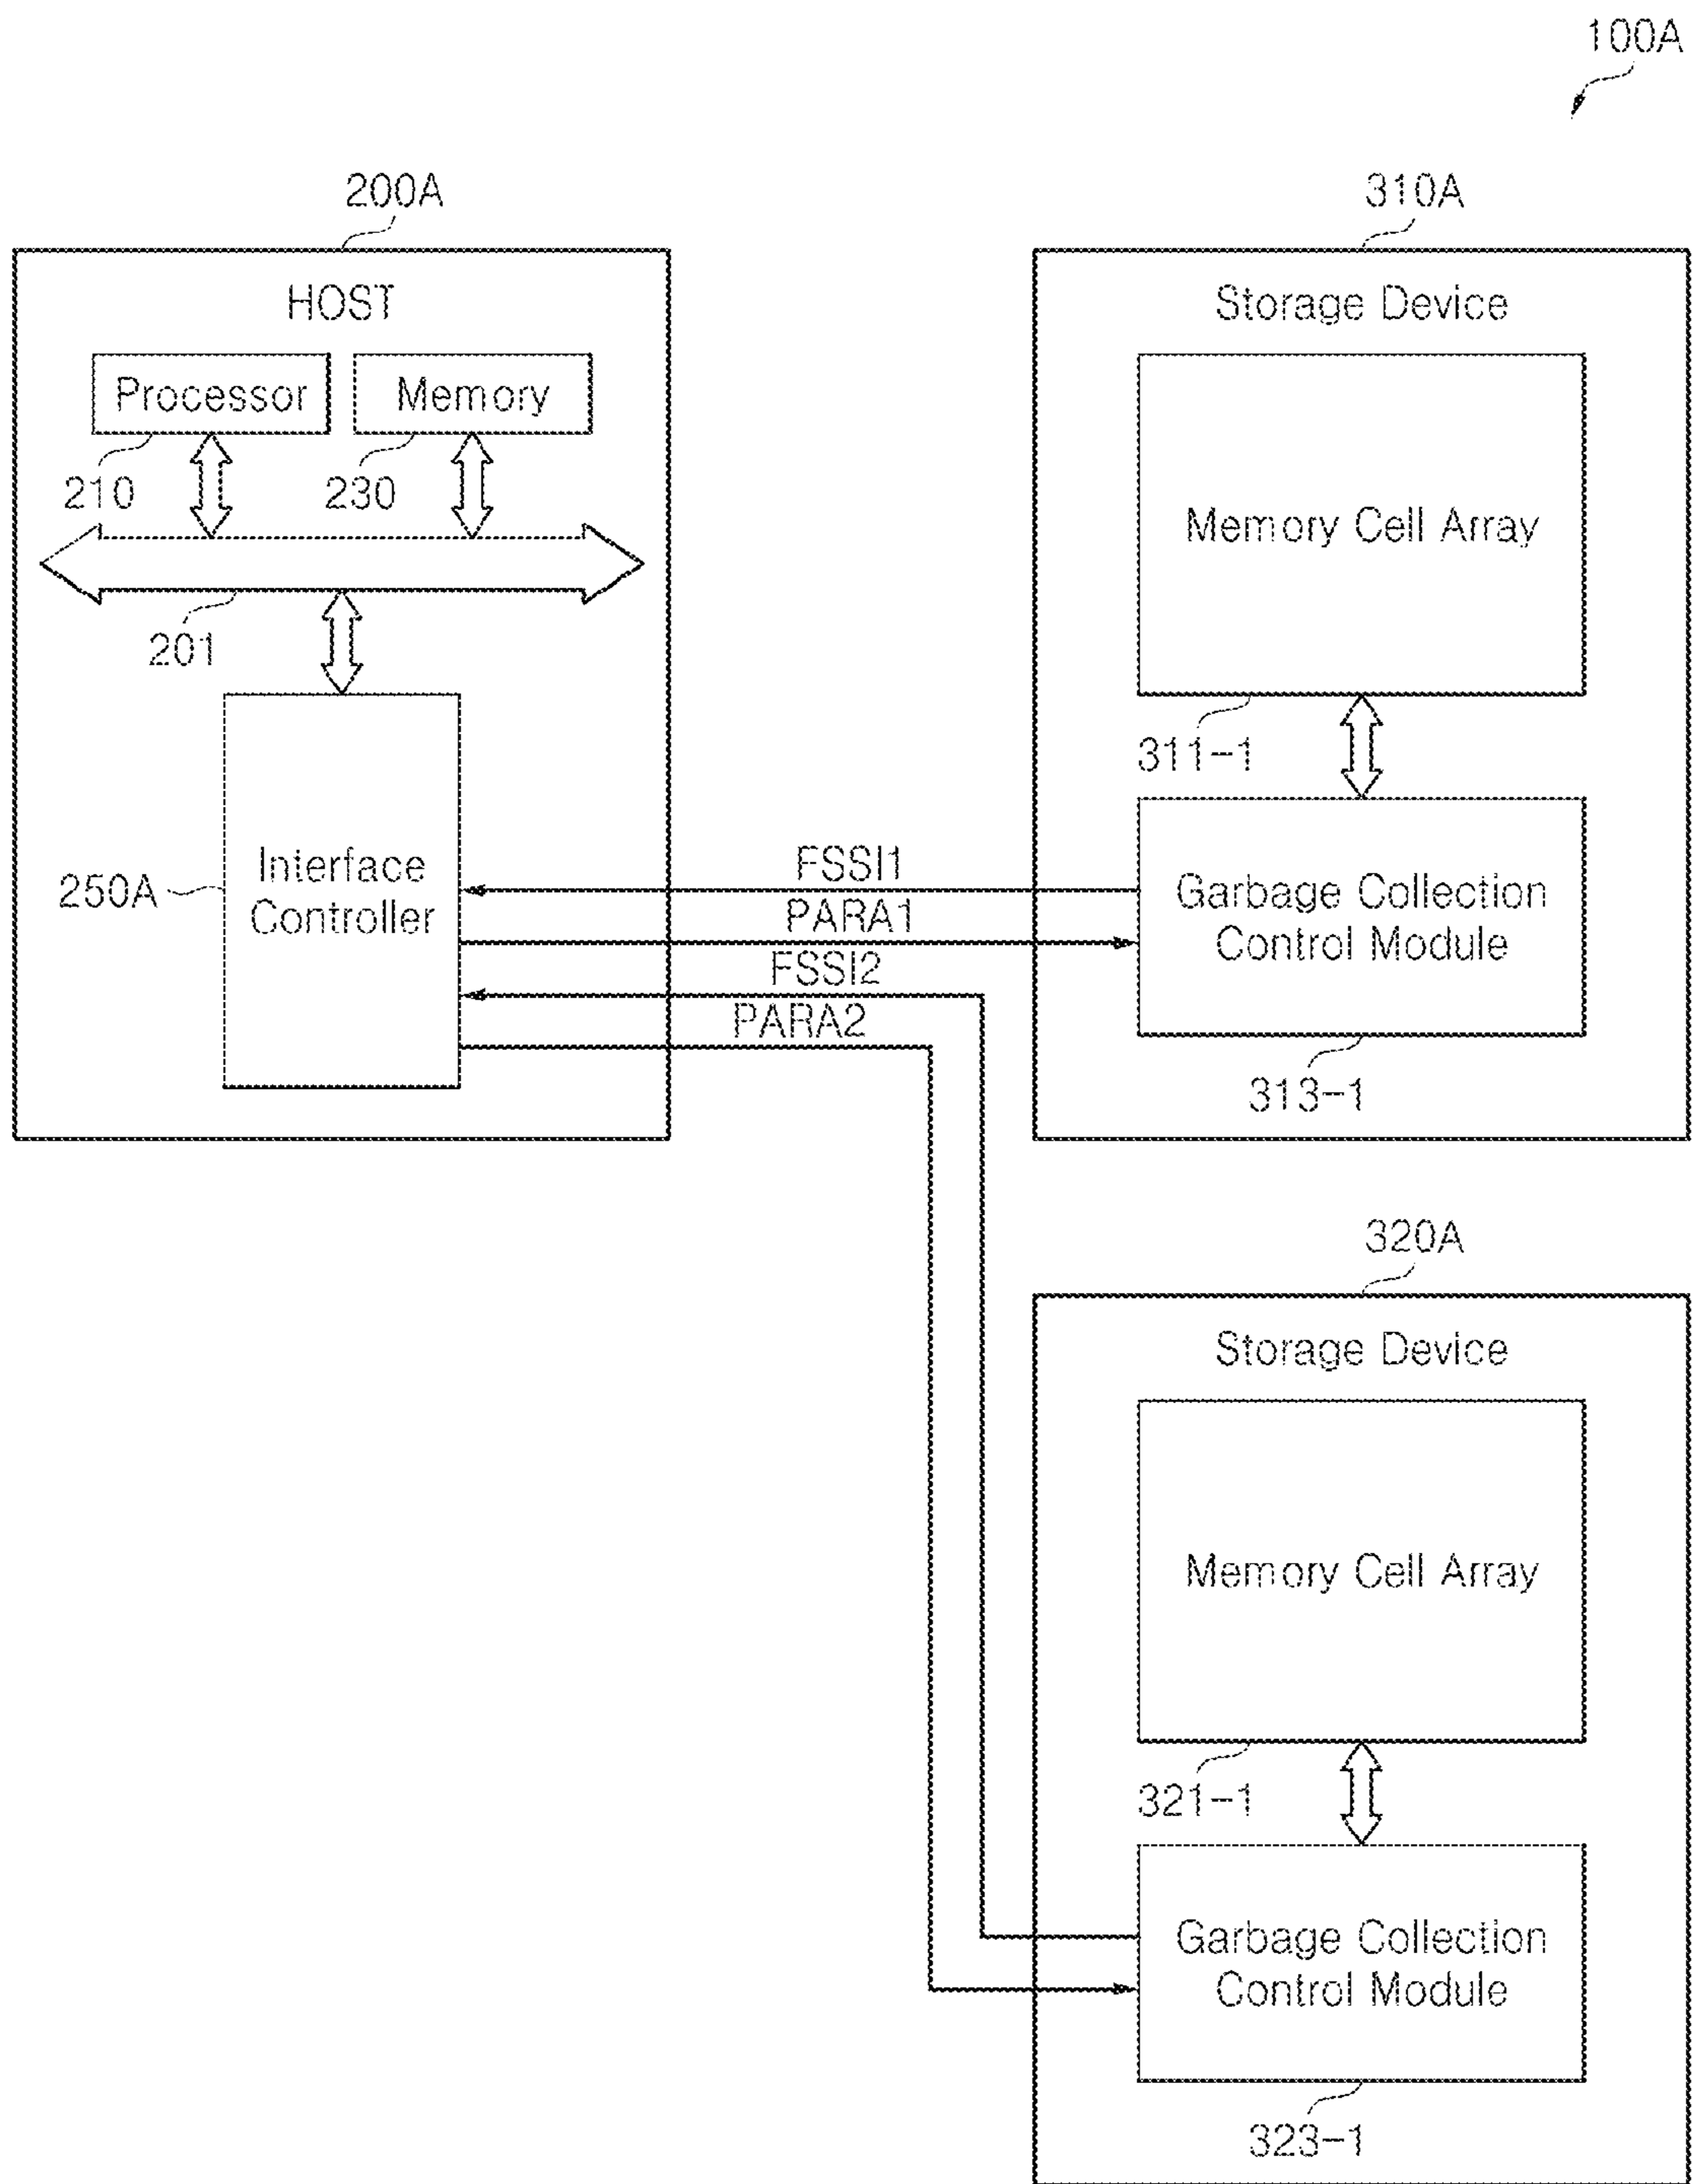 100A
200A
HOST
Processor
Memory
210
230
201
250A
Interface
Controller
FSSI1
PARA1
FSSI2
PARA2
310A
Storage Device
Memory Cell Array
311-1
Garbage Collection
Control Module
313-1
320A
Storage Device
Memory Cell Array
321-1
Garbage Collection
Control Module
323-1